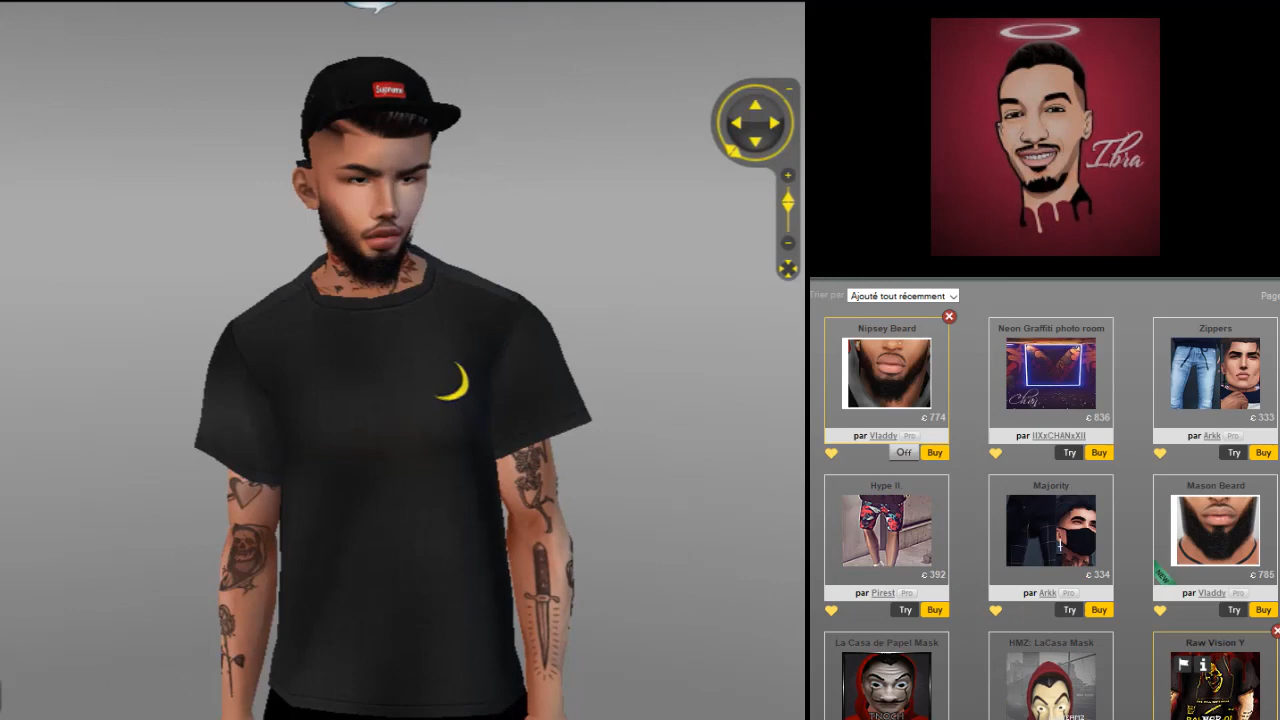 Supreme
Ibra
Trier par Ajouté tout récemment
Page
Nipsey Beard
Neon Graffiti photo room
Zippers
Chan
774
836
333
par Vladdy Pro
par IIXxCHANxXII
par Arkk Pro
Off Buy
Try Buy
Try Buy
Hype II.
Majority
Mason Beard
NEW
392
334
785
par Pirest Pro
par Arkk Pro
par Vladdy Pro
Try Buy
Try Buy
Try Buy
La Casa de Papel Mask
HMZ: LaCasa Mask
Raw Vision Y